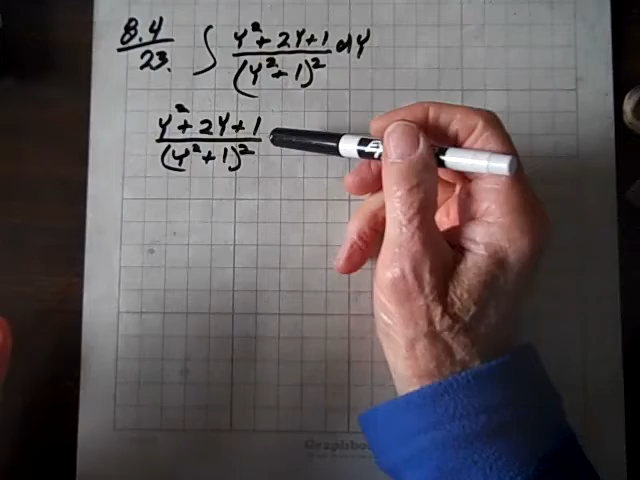 8.4 ∫ y²+2y+1 dy
23. (y²+1)²
y²+2y+1
(y²+1)²